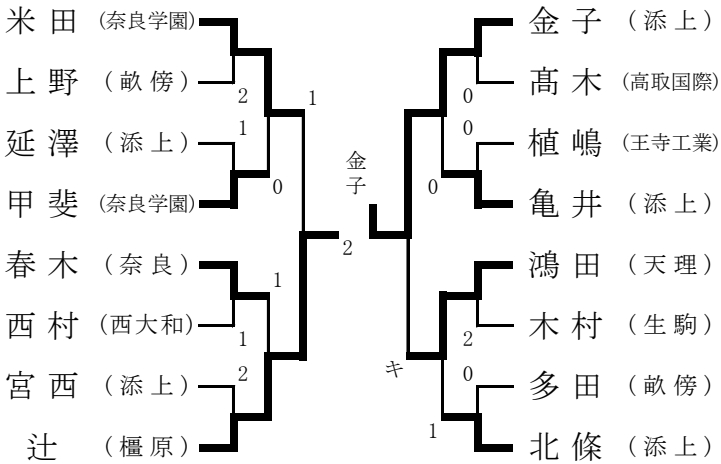 米田 (奈良学園)
上野 (畝傍)
延澤 (添上)
甲斐 (奈良学園)
春木 (奈良)
西村 (西大和)
宮西 (添上)
辻 (橿原)
2
1
1
2
0
1
1
2
金子
0
0
2
0
0
1
キ
金子 (添上)
髙木 (高取国際)
植嶋 (王寺工業)
亀井 (添上)
鴻田 (天理)
木村 (生駒)
多田 (畝傍)
北條 (添上)